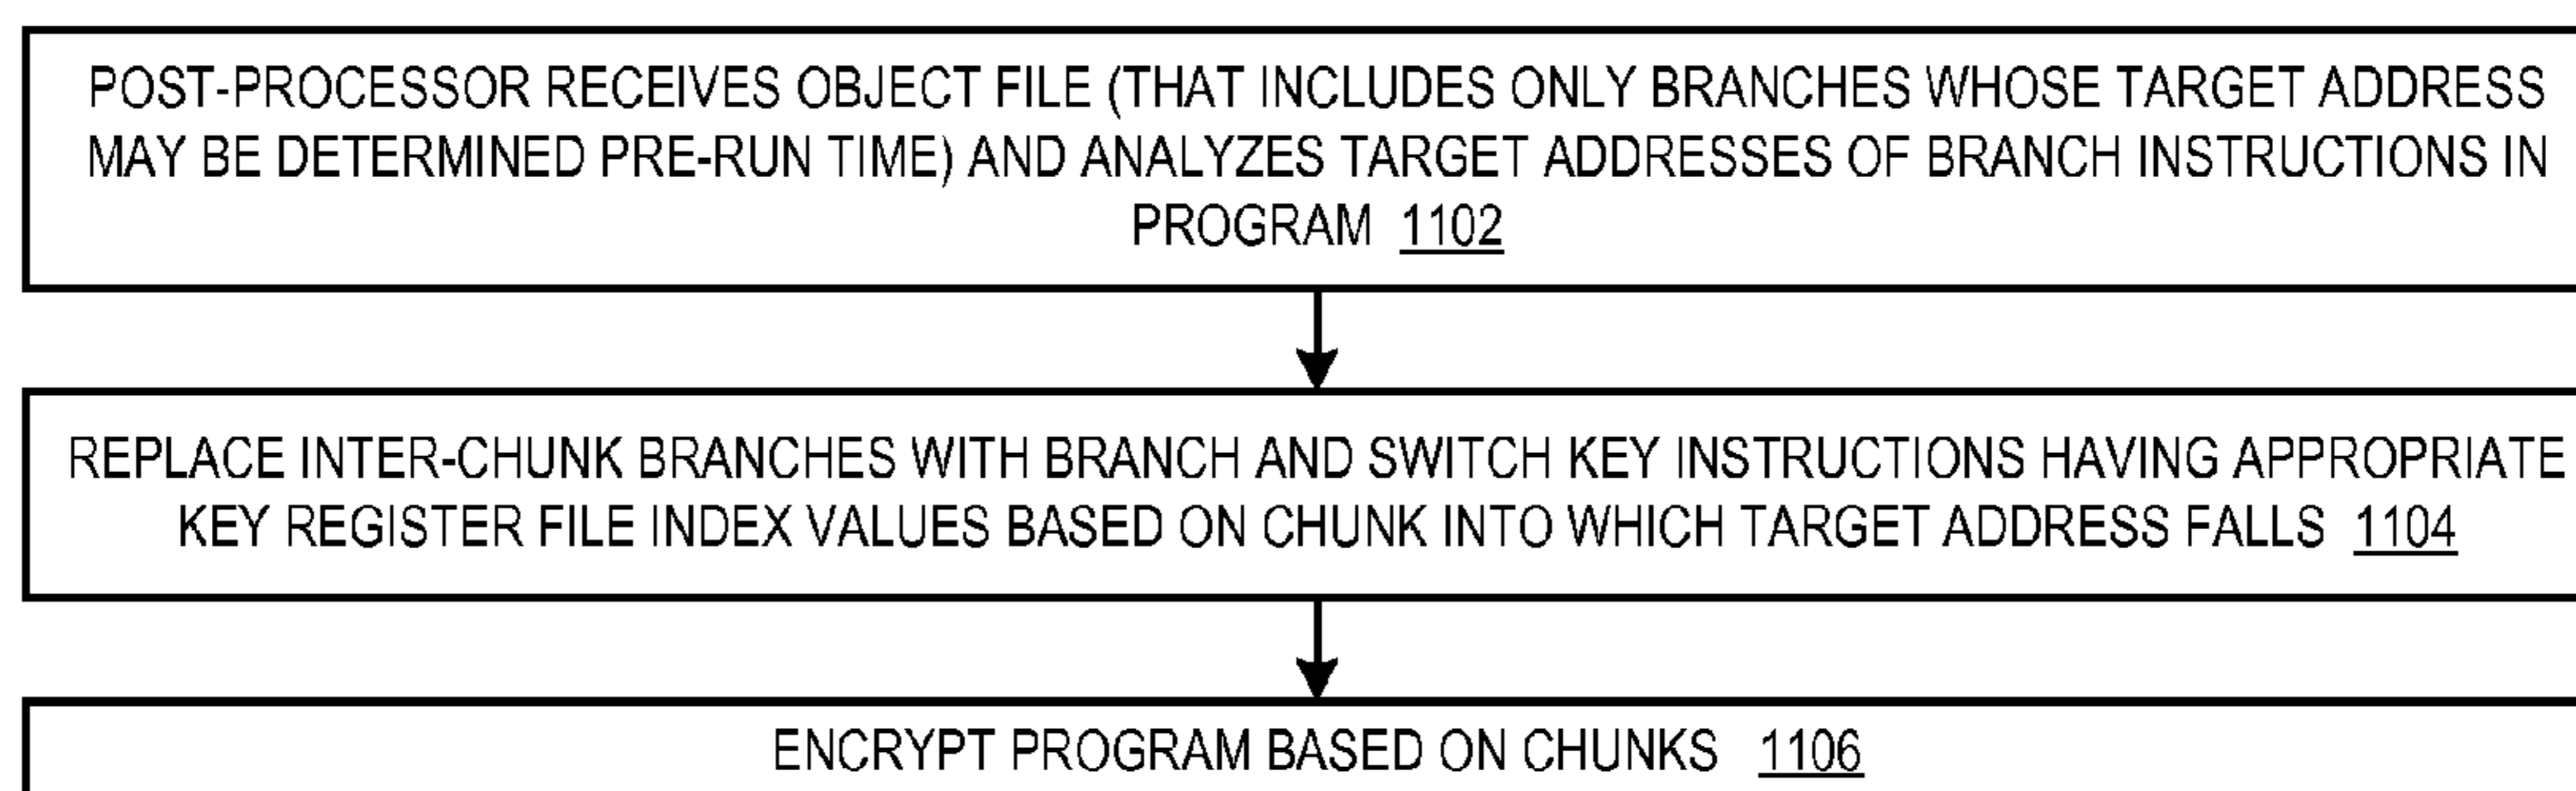 POST-PROCESSOR RECEIVES OBJECT FILE (THAT INCLUDES ONLY BRANCHES WHOSE TARGET ADDRESS
MAY BE DETERMINED PRE-RUN TIME) AND ANALYZES TARGET ADDRESSES OF BRANCH INSTRUCTIONS IN
PROGRAM 1102
REPLACE INTER-CHUNK BRANCHES WITH BRANCH AND SWITCH KEY INSTRUCTIONS HAVING APPROPRIATE
KEY REGISTER FILE INDEX VALUES BASED ON CHUNK INTO WHICH TARGET ADDRESS FALLS 1104
ENCRYPT PROGRAM BASED ON CHUNKS 1106